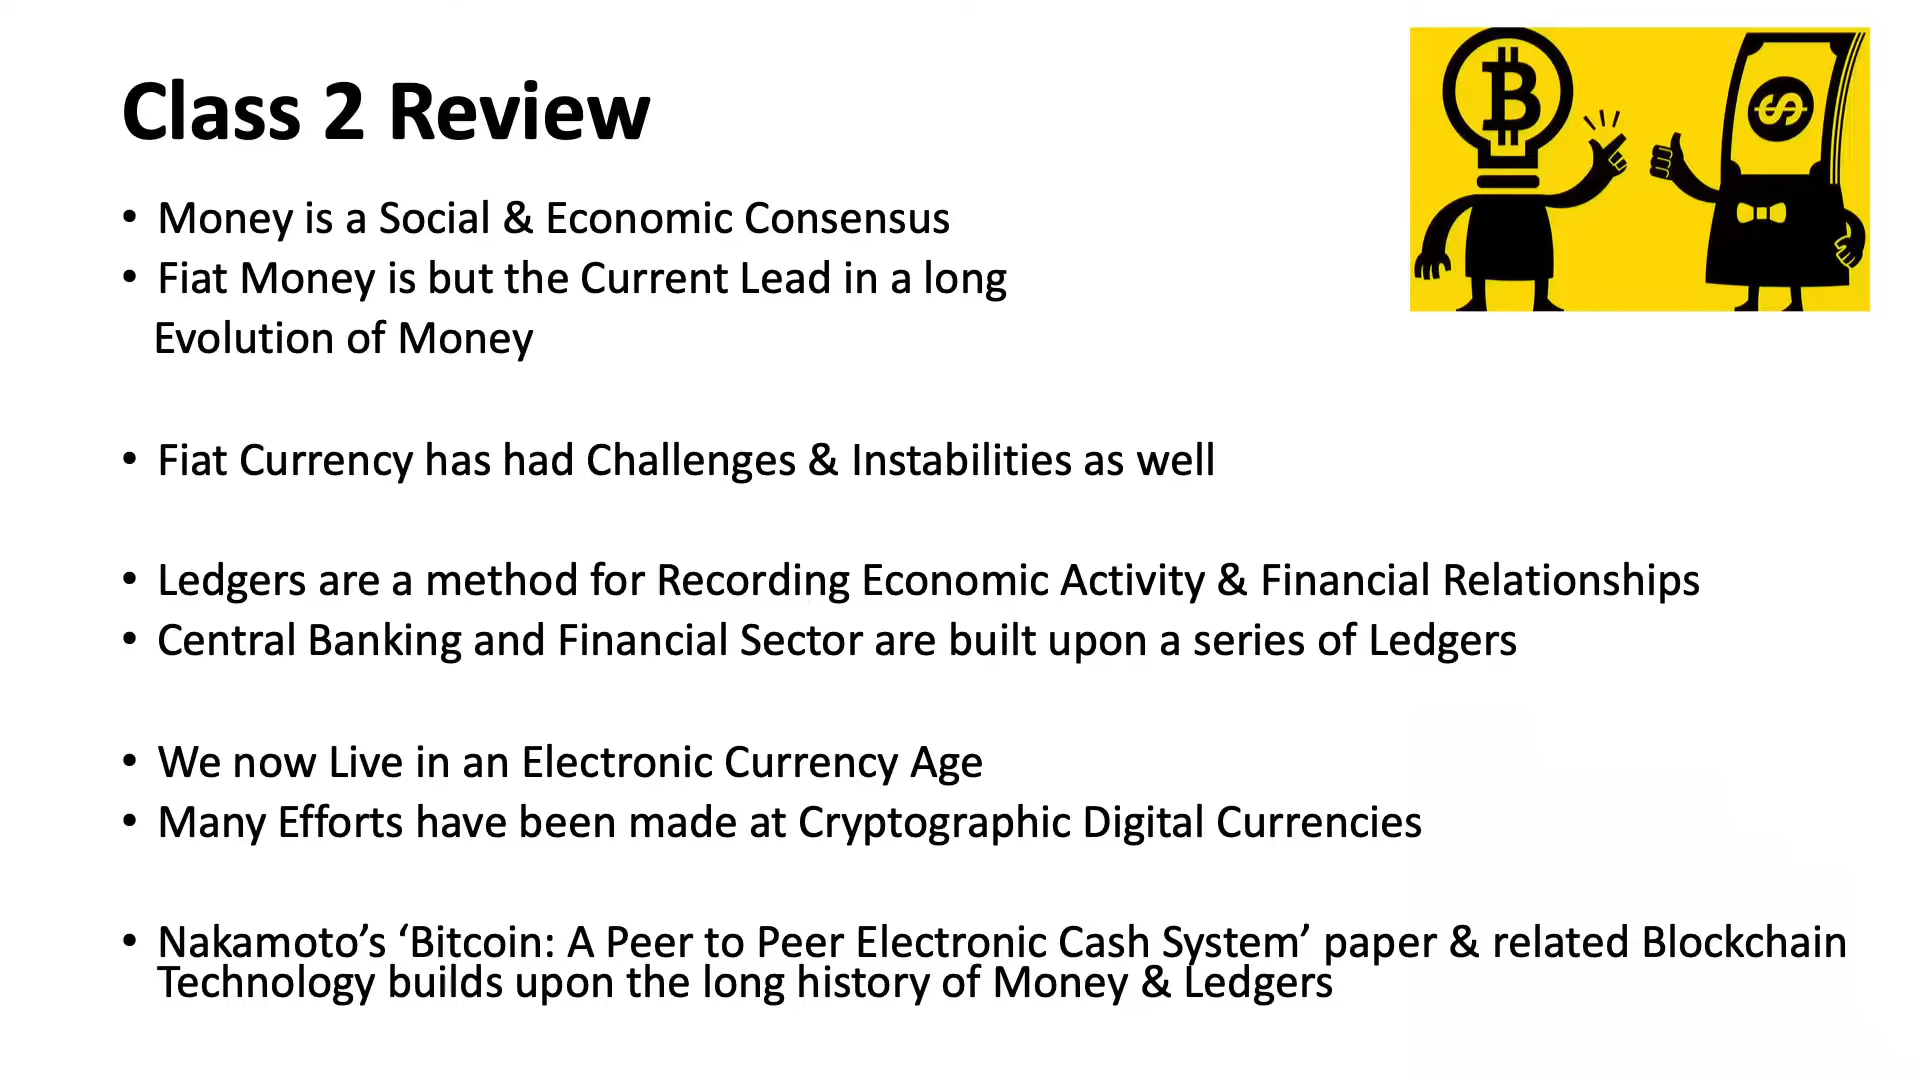 Class 2 Review
• Money is a Social & Economic Consensus
• Fiat Money is but the Current Lead in a long
Evolution of Money
• Fiat Currency has had Challenges & Instabilities as well
• Ledgers are a method for Recording Economic Activity & Financial Relationships
• Central Banking and Financial Sector are built upon a series of Ledgers
• We now Live in an Electronic Currency Age
• Many Efforts have been made at Cryptographic Digital Currencies
• Nakamoto’s ‘Bitcoin: A Peer to Peer Electronic Cash System’ paper & related Blockchain
Technology builds upon the long history of Money & Ledgers